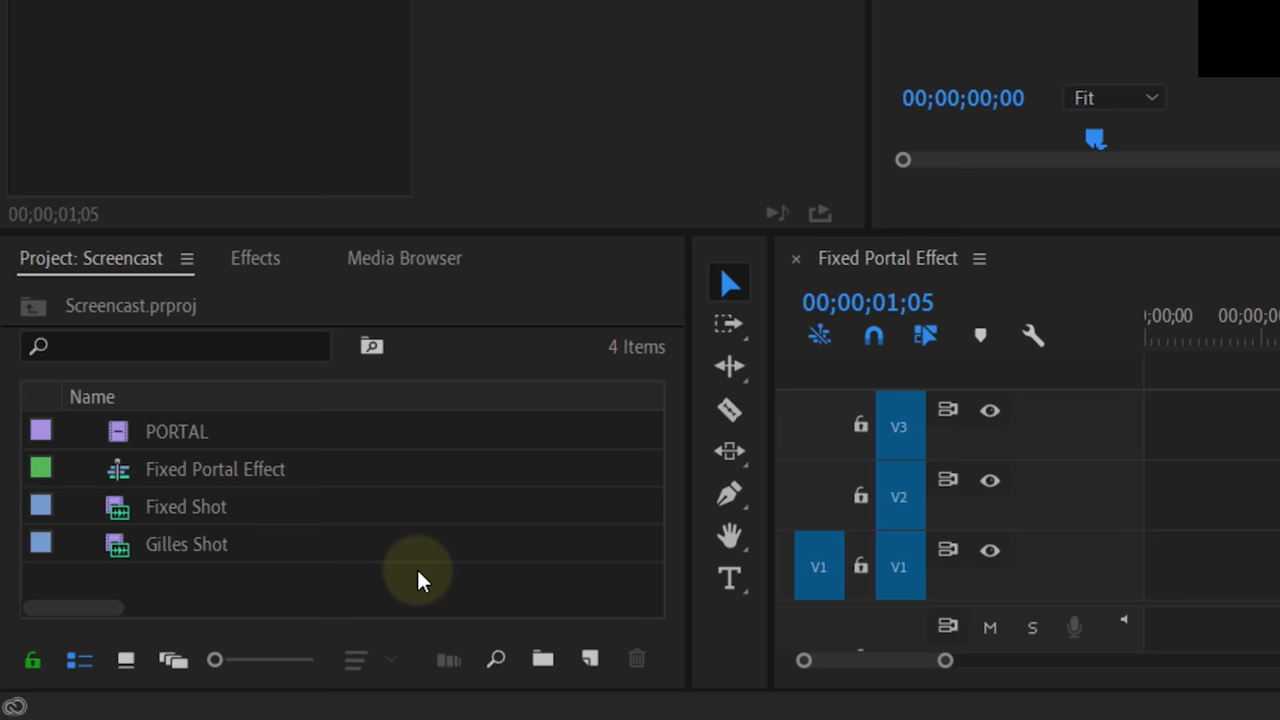 00;00;00;00
Fit
00;00;01;05
Project: Screencast
Effects
Media Browser
Fixed Portal Effect
Screencast.prproj
00;00;01;05
;00;00
00;00;0
4 Items
Name
PORTAL
V3
Fixed Portal Effect
V2
Fixed Shot
Gilles Shot
V1
V1
T
M
S